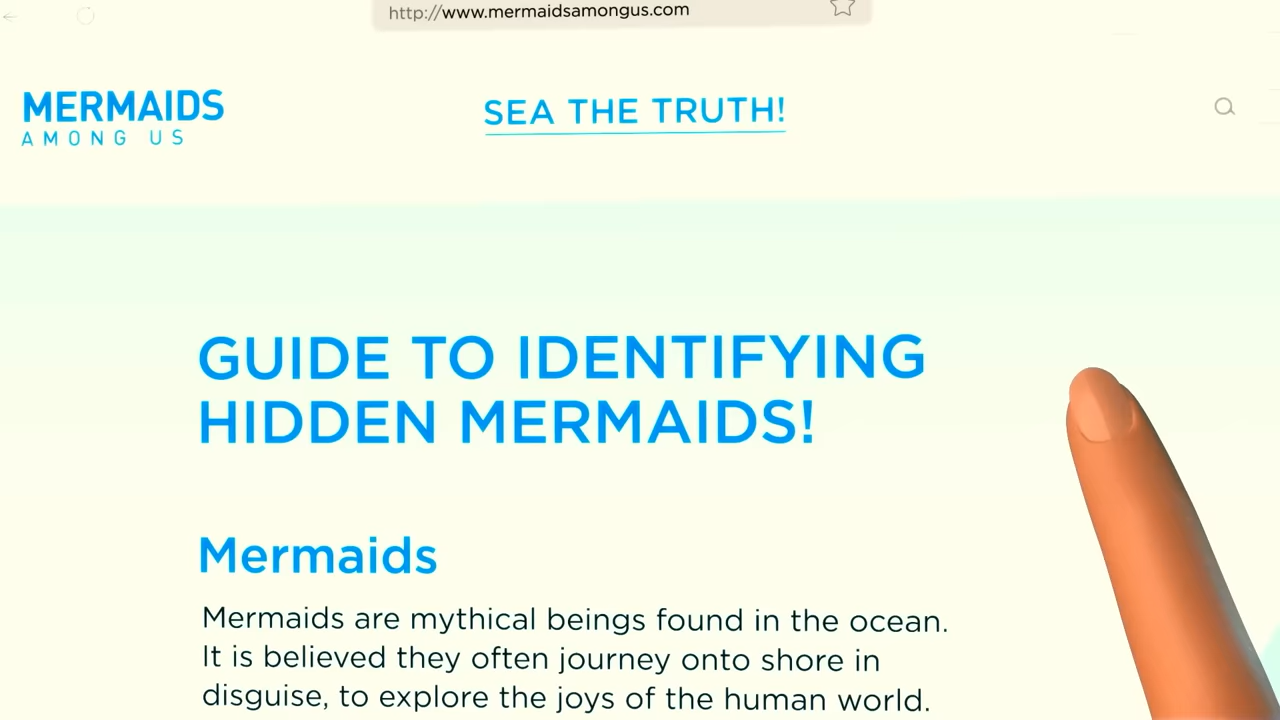 http://www.mermaidsamongus.com
MERMAIDS
AMONG US
SEA THE TRUTH!
GUIDE TO IDENTIFYING
HIDDEN MERMAIDS!
Mermaids
Mermaids are mythical beings found in the ocean.
It is believed they often journey onto shore in
disguise, to explore the joys of the human world.